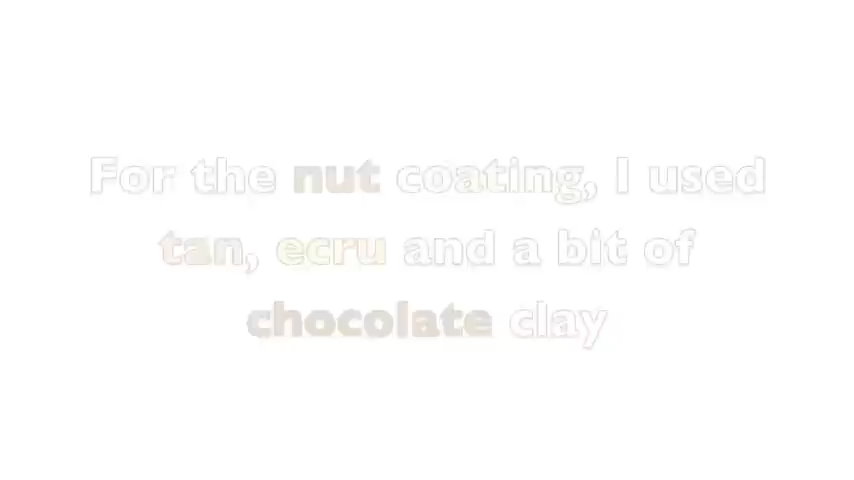 For the nut coating, I used
tan, ecru and a bit of
chocolate clay